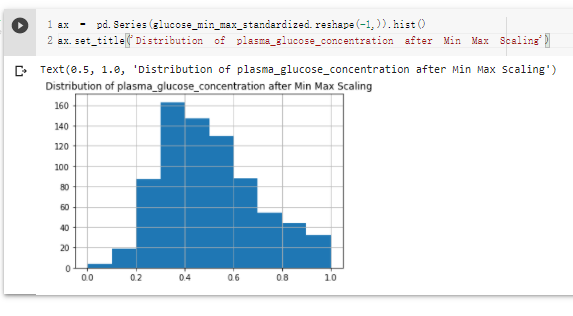 1 ax = pd.Series(glucose_min_max_standardized.reshape(-1,)).hist()
2 ax.set_title('Distribution of plasma_glucose_concentration after Min Max Scaling')
Text(0.5, 1.0, 'Distribution of plasma_glucose_concentration after Min Max Scaling')
Distribution of plasma_glucose_concentration after Min Max Scaling
160
140
120
100
80
60
40
20
0
0.0 0.2 0.4 0.6 0.8 1.0